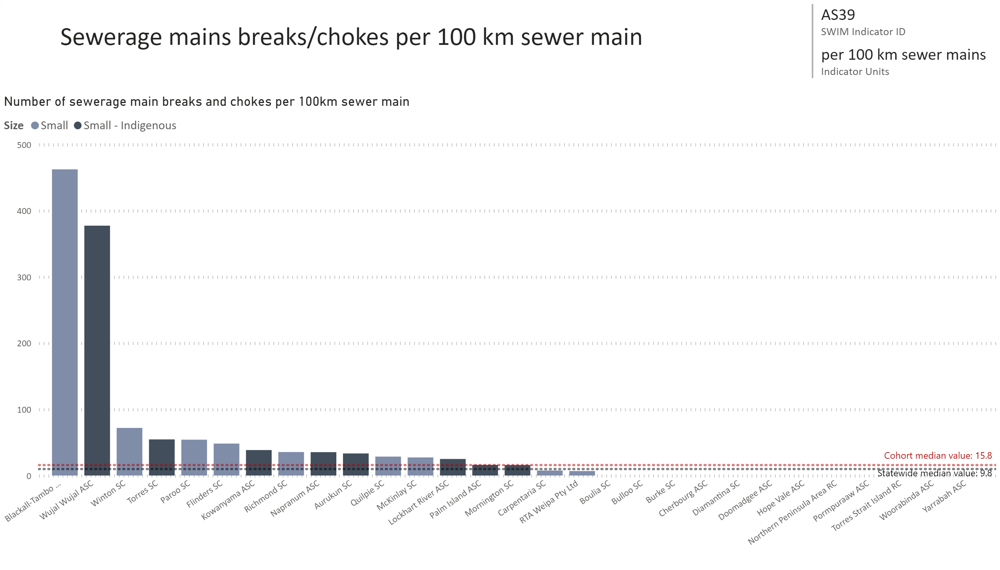 Sewerage mains breaks/chokes per 100 km sewer main
AS39
SWIM Indicator ID
per 100 km sewer mains
Indicator Units
Number of sewerage main breaks and chokes per 100km sewer main
Size Small Small - Indigenous
500
400
300
200
100
0
Cohort median value: 15.8
Statewide median value: 9.8
Blackall-Tambo ...
Wujal Wujal ASC
Winton SC
Torres SC
Paroo SC
Flinders SC
Kowanyama ASC
Richmond SC
Napranum ASC
Aurukun SC
Quilpie SC
McKinlay SC
Lockhart River ASC
Palm Island ASC
Mornington SC
Carpentaria SC
RTA Weipa Pty Ltd
Boulia SC
Bulloo SC
Burke SC
Cherbourg ASC
Diamantina SC
Doomadgee ASC
Hope Vale ASC
Northern Peninsula Area RC
Pormpuraaw ASC
Torres Strait Island RC
Woorabinda ASC
Yarrabah ASC